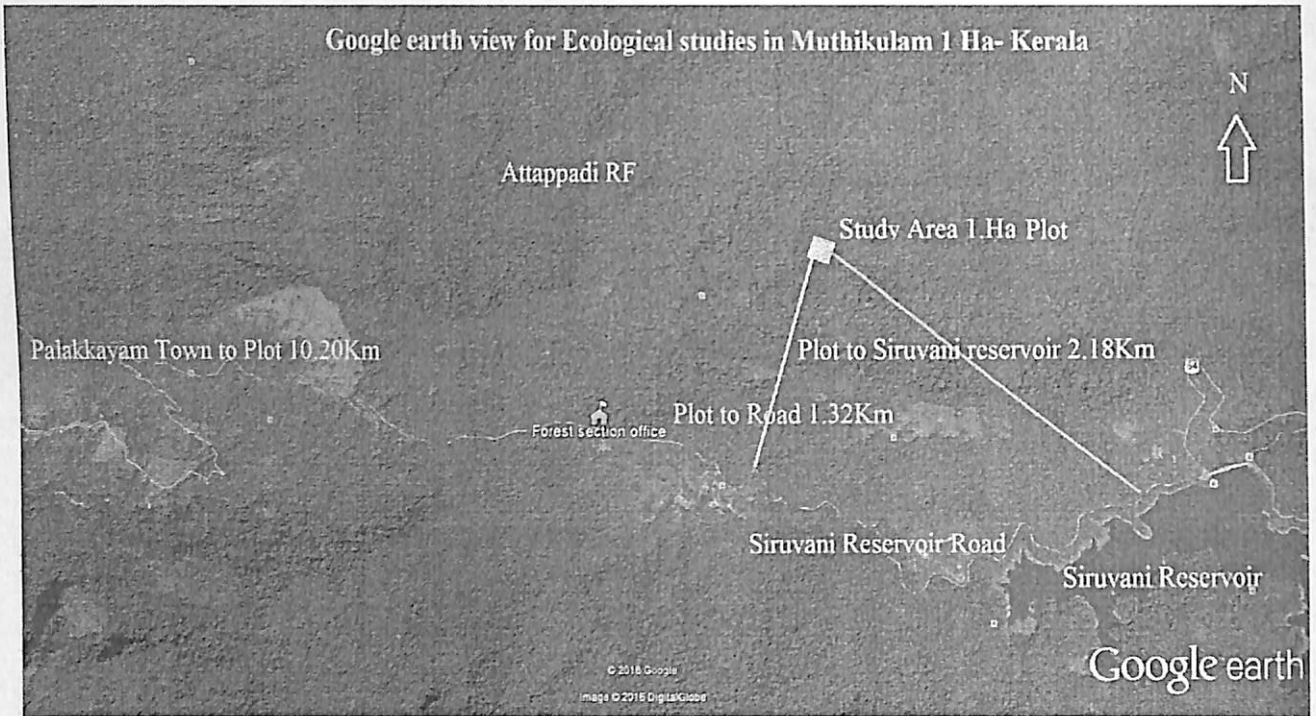 Google earth view for Ecological studies in Muthikulam 1 Ha- Kerala
N
Attappadi RF
Study Area 1.Ha Plot
Palakkayam Town to Plot 10.20Km
Plot to Siruvani reservoir 2.18Km
Plot to Road 1.32Km
Forest section office
Siruvani Reservoir Road
Siruvani Reservoir
© 2016 Google
Image © 2016 DigitalGlobe
Google earth